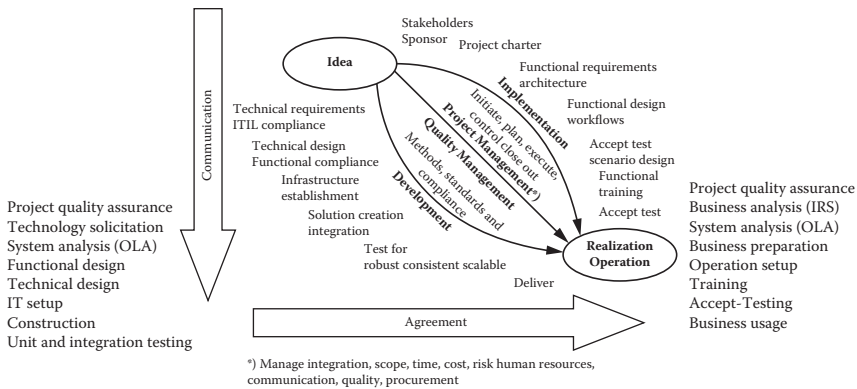 Stakeholders
Sponsor
Project charter
Idea
Functional requirements
architecture
Functional design
workflows
Accept test
scenario design
Functional
training
Accept test
Implementation
Initiate, plan, execute,
control close out
Project Management*)
Quality Management
Methods, standards and
compliance
Development
Technical requirements
ITIL compliance
Technical design
Functional compliance
Infrastructure
establishment
Solution creation
integration
Test for
robust consistent scalable
Deliver
Realization
Operation
Communication
Project quality assurance
Technology solicitation
System analysis (OLA)
Functional design
Technical design
IT setup
Construction
Unit and integration testing
Project quality assurance
Business analysis (IRS)
System analysis (OLA)
Business preparation
Operation setup
Training
Accept-Testing
Business usage
Agreement
*) Manage integration, scope, time, cost, risk human resources,
communication, quality, procurement